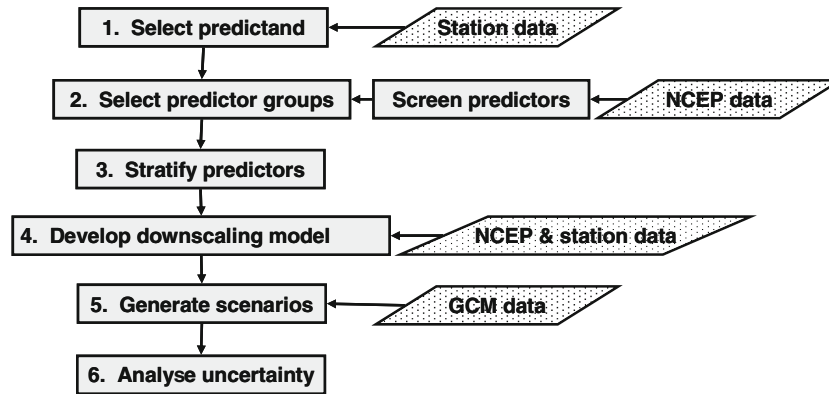 1. Select predictand
Station data
2. Select predictor groups
Screen predictors
NCEP data
3. Stratify predictors
4. Develop downscaling model
NCEP & station data
5. Generate scenarios
GCM data
6. Analyse uncertainty